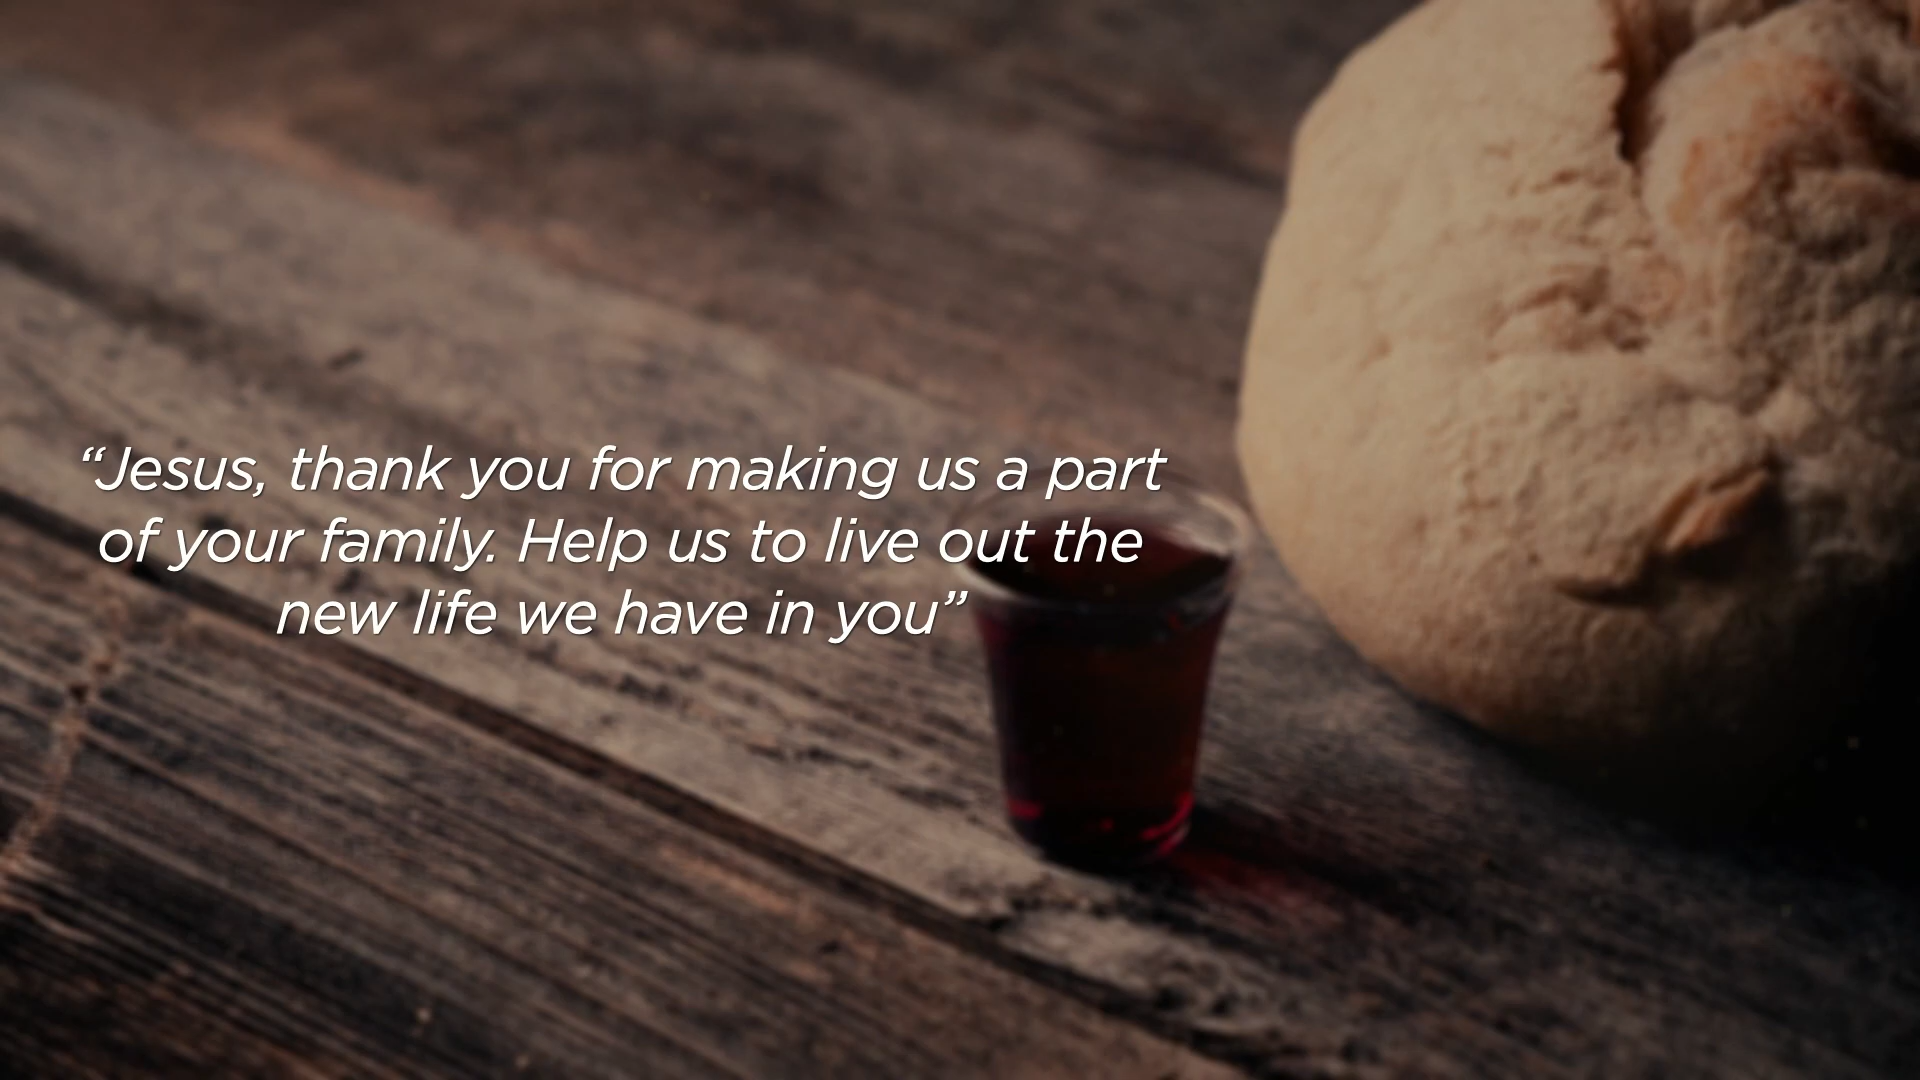 “Jesus, thank you for making us a part
of your family. Help us to live out the
new life we have in you”